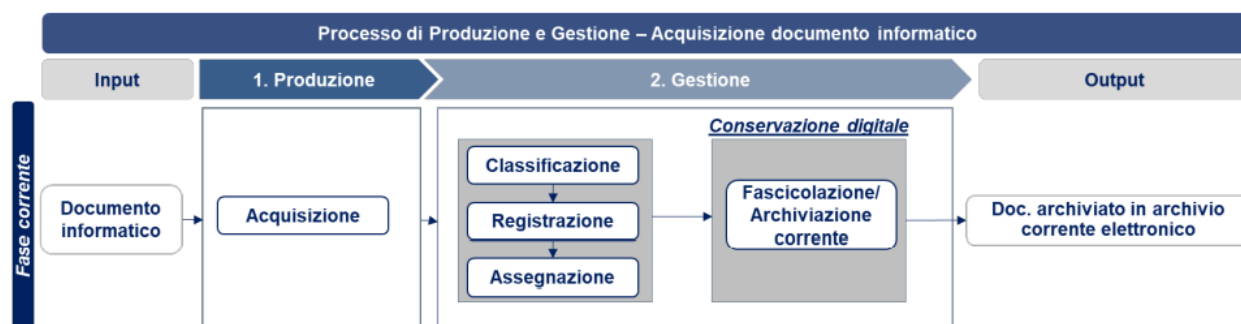 Processo di Produzione e Gestione – Acquisizione documento informatico
Input
1. Produzione
2. Gestione
Output
Fase corrente
Documento
informatico
Acquisizione
Classificazione
Registrazione
Assegnazione
Conservazione digitale
Fascicolazione/
Archiviazione
corrente
Doc. archiviato in archivio
corrente elettronico